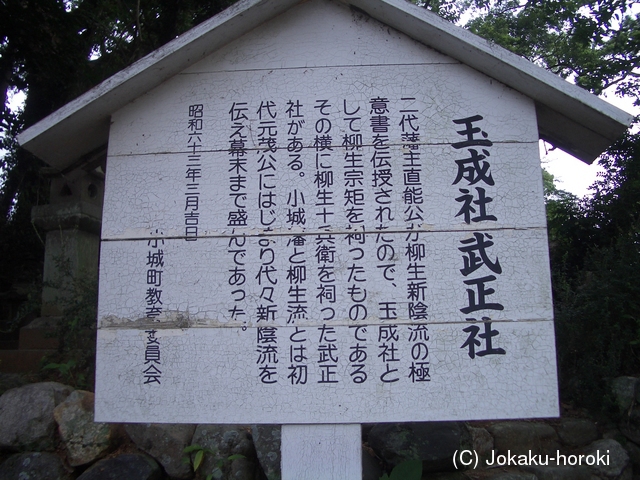 玉成社 武正社
二代藩主直能公が柳生新陰流の極
意書を伝授されたので、玉成社と
して柳生宗矩を祠ったものである
その横に柳生十兵衛を祠った武正
社がある。小城藩と柳生流とは初
代元茂公にはじまり代々新陰流を
伝え幕末まで盛んであった。
昭和六十三年三月吉日
小城町教育委員会
(C)Jokaku-horoki